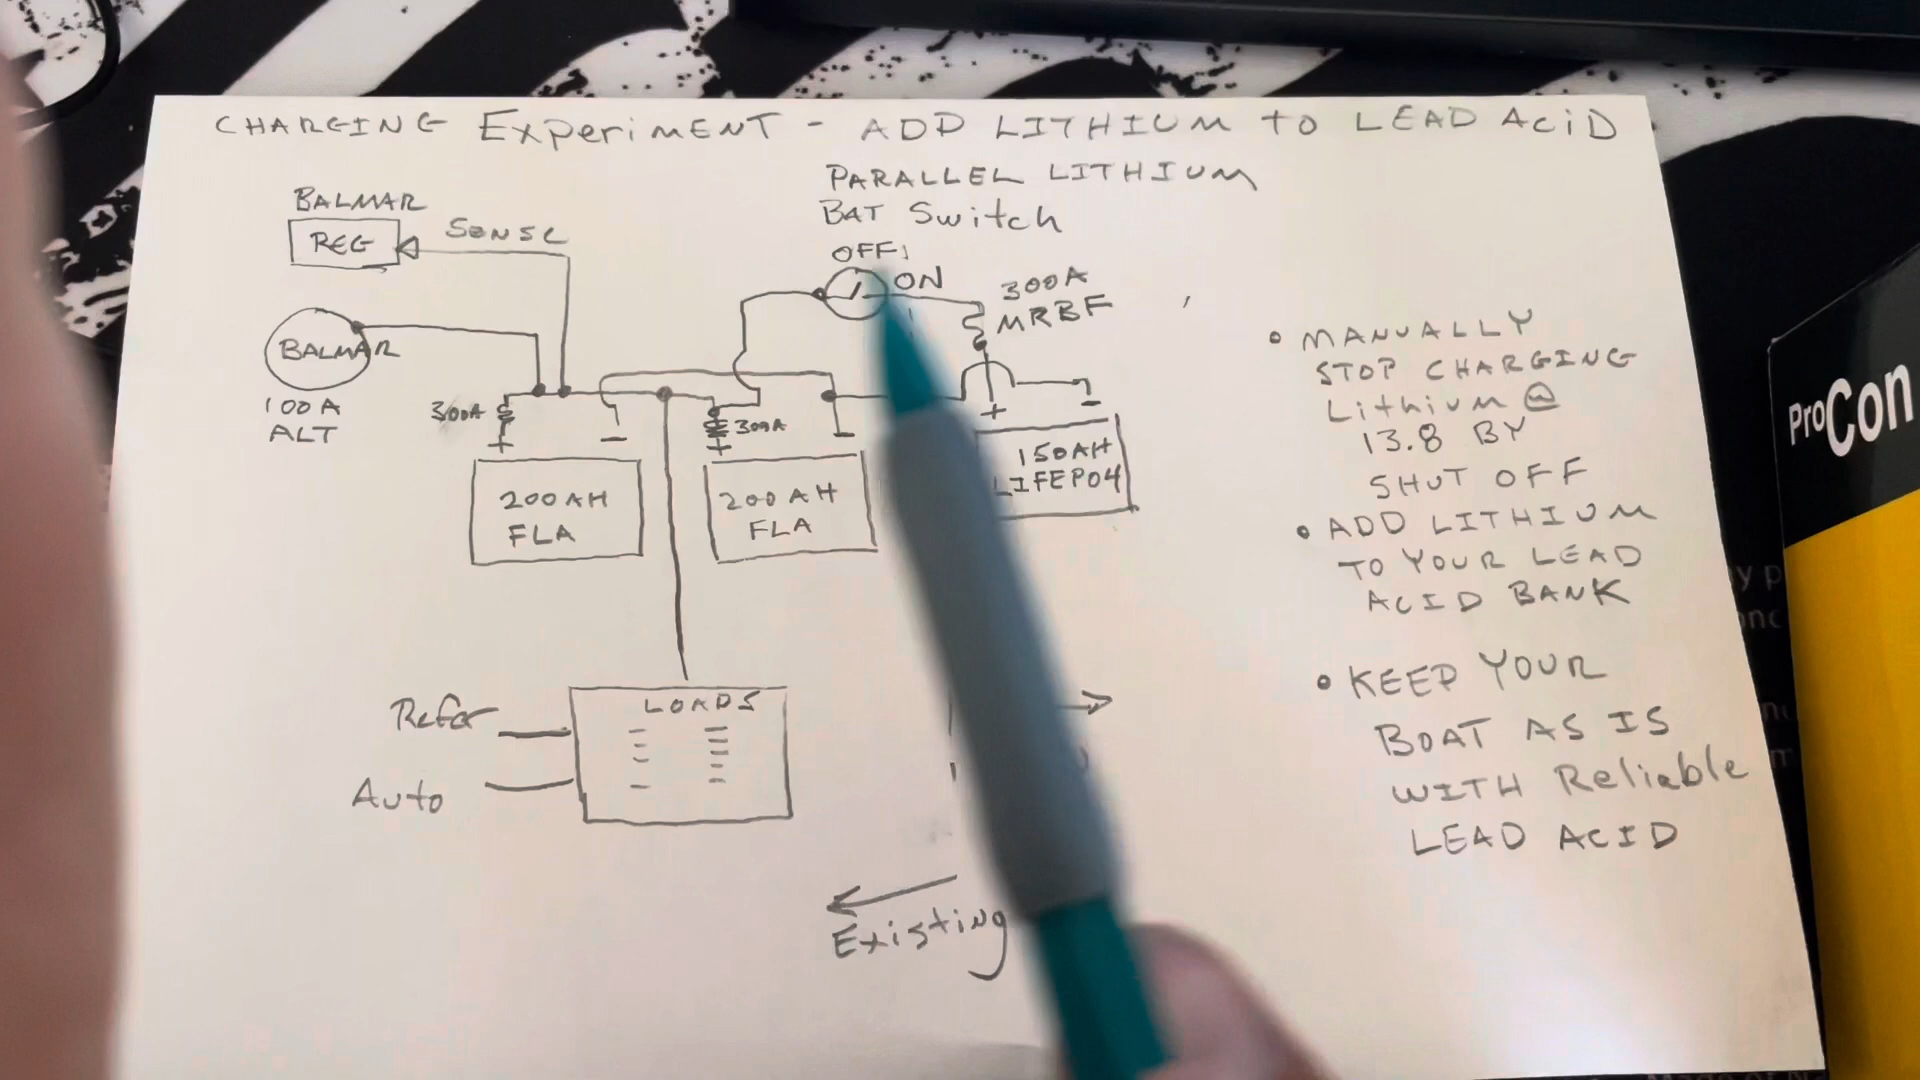 CHARGING EXPERIMENT - ADD LITHIUM TO LEAD ACID
PARALLEL LITHIUM
BAT SWITCH
OFF
ON
BALMAR
REG
SENSE
300A
MRBF
BALMAR
100A
ALT
300A
300A
+
-
+
-
+
-
200AH
FLA
200AH
FLA
150AH
LIFEPO4
LOADS
Refer
Auto
Existing
• MANUALLY
STOP CHARGING
Lithium @
13.8 BY
SHUT OFF
• ADD LITHIUM
TO YOUR LEAD
ACID BANK
• KEEP YOUR
BOAT AS IS
WITH Reliable
LEAD ACID
ProCon